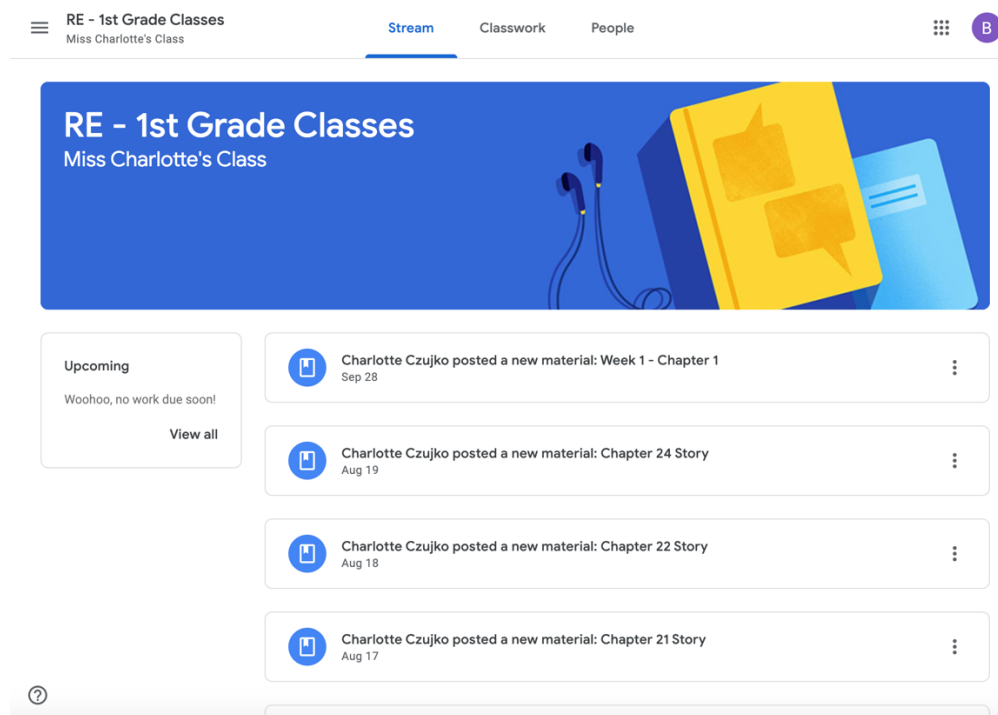 RE - 1st Grade Classes
Miss Charlotte's Class
Stream
Classwork
People
B
RE - 1st Grade Classes
Miss Charlotte's Class
Upcoming
Woohoo, no work due soon!
View all
Charlotte Czujko posted a new material: Week 1 - Chapter 1
Sep 28
Charlotte Czujko posted a new material: Chapter 24 Story
Aug 19
Charlotte Czujko posted a new material: Chapter 22 Story
Aug 18
Charlotte Czujko posted a new material: Chapter 21 Story
Aug 17